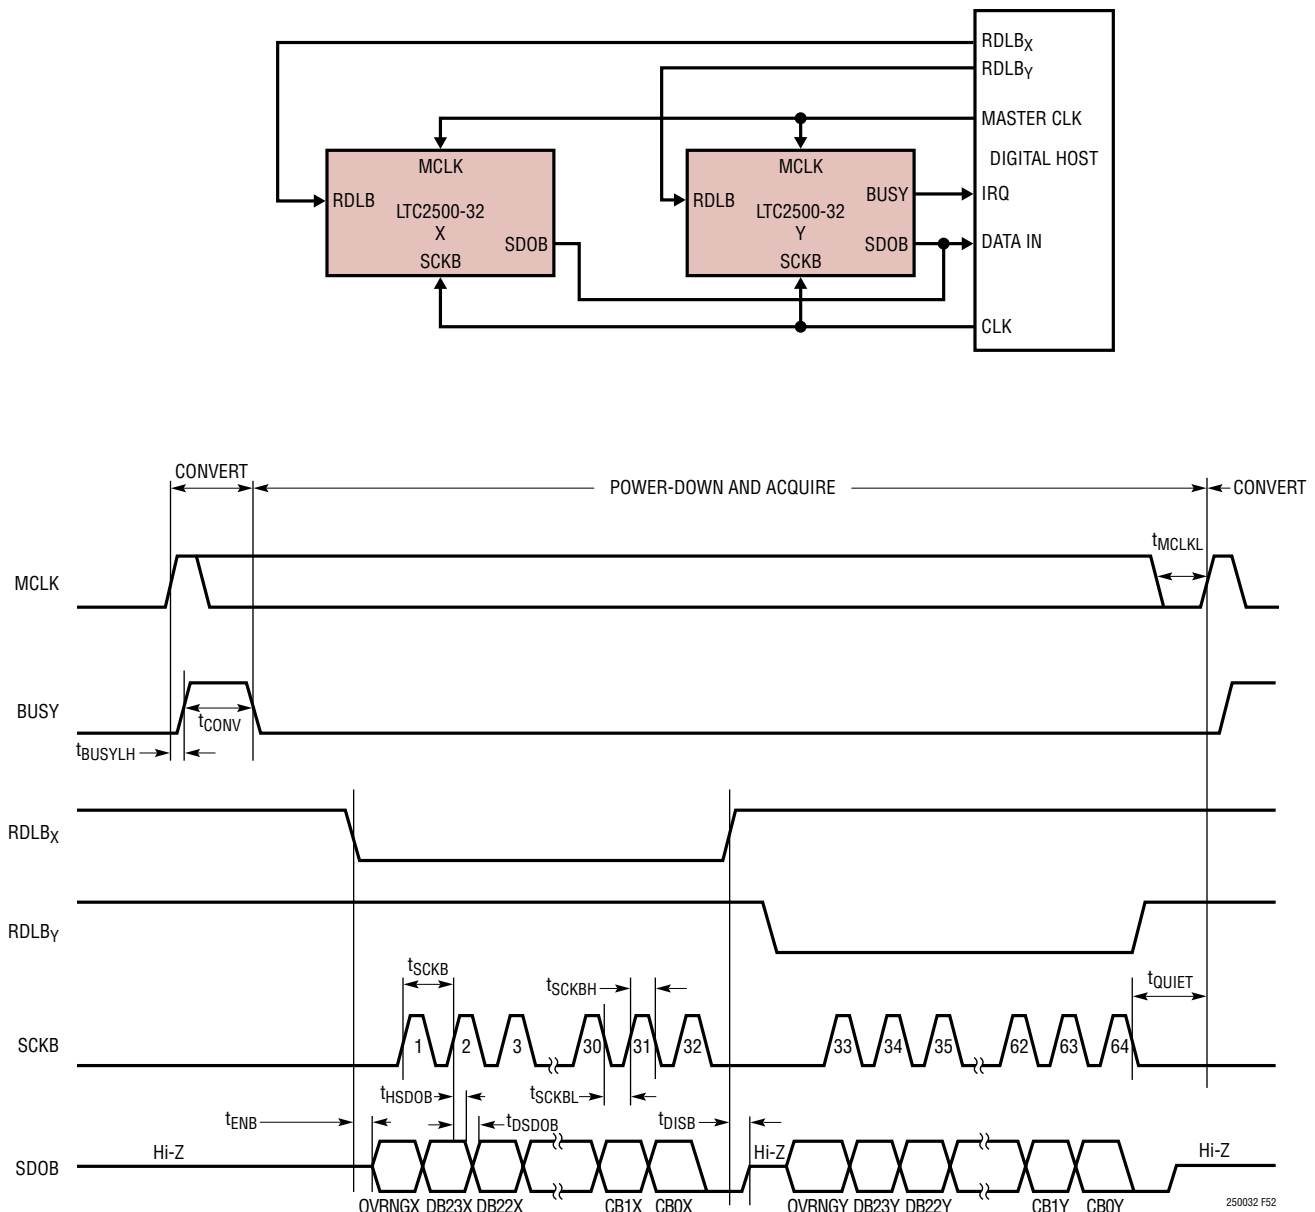 RDLBX
RDLBY
MASTER CLK
MCLK
MCLK
DIGITAL HOST
RDLB
LTC2500-32
X
SDOB
SCKB
RDLB
BUSY
LTC2500-32
Y
SDOB
SCKB
IRQ
DATA IN
CLK
CONVERT
POWER-DOWN AND ACQUIRE
CONVERT
MCLK
tMCLKL
BUSY
tCONV
tBUSYLH
RDLBX
RDLBY
tSCKB
tSCKBH
tQUIET
SCKB
1 2 3 30 31 32 33 34 35 62 63 64
tHSDOB
tSCKBL
tENB
tDSDOB
tDISB
SDOB
Hi-Z
Hi-Z
Hi-Z
OVRNGX DB23X DB22X CB1X CB0X OVRNGY DB23Y DB22Y CB1Y CB0Y
250032 F52